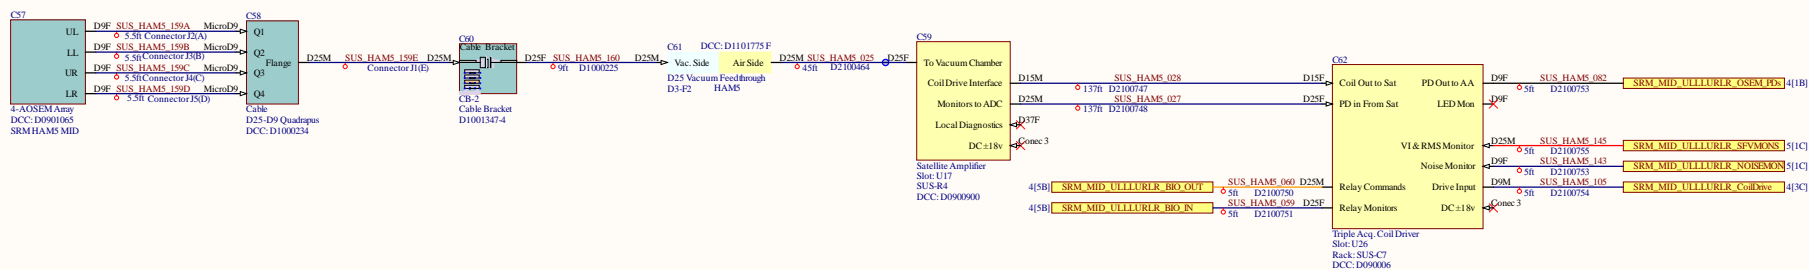 C57
UL
LL
UR
LR
4-AOSEM Array
DCC: D0901065
SRM HAM5 MID
D9F SUS_HAM5_159A MicroD9
5.5ft Connector J2(A)
D9F SUS_HAM5_159B MicroD9
5.5ft Connector J3(B)
D9F SUS_HAM5_159C MicroD9
5.5ft Connector J4(C)
D9F SUS_HAM5_159D MicroD9
5.5ft Connector J5(D)
C58
Q1
Q2
Flange
Q3
Q4
Cable
D25-D9 Quadrapus
DCC: D1000234
D25M SUS_HAM5_159E D25M
Connector J1(E)
C60
Cable Bracket
CB-2
Cable Bracket
D1001347-4
D25F SUS_HAM5_160 D25M
9ft D1000225
C61 DCC: D1101775 F
Vac. Side Air Side
D25 Vacuum Feedthrough
D3-F2 HAM5
D25M SUS_HAM5_025 D25F
45ft D2100464
C59
To Vacuum Chamber
Coil Drive Interface
Monitors to ADC
Local Diagnostics
DC ±18v
Satellite Amplifier
Slot: U17
SUS-R4
DCC: D0900900
D15M SUS_HAM5_028 D15F
137ft D2100747
D25M SUS_HAM5_027 D25F
137ft D2100748
D37F
Conec 3
4[5B] SRM_MID_ULLLURLR_BIO_OUT SUS_HAM5_060 D25M
5ft D2100750
4[5B] SRM_MID_ULLLURLR_BIO_IN SUS_HAM5_059 D25F
5ft D2100751
C62
Coil Out to Sat PD Out to AA
PD in From Sat LED Mon
VI & RMS Monitor
Noise Monitor
Relay Commands Drive Input
Relay Monitors DC ±18v
Triple Acq. Coil Driver
Slot: U26
Rack: SUS-C7
DCC: D090006
D9F SUS_HAM5_082 SRM_MID_ULLLURLR_OSEM_PDs 4[1B]
5ft D2100753
D9F
D25M SUS_HAM5_145 SRM_MID_ULLLURLR_SFVMONS 5[1C]
5ft D2100755
D9F SUS_HAM5_143 SRM_MID_ULLLURLR_NOISEMON 5[1C]
5ft D2100753
D9M SUS_HAM5_105 SRM_MID_ULLLURLR_CoilDrive 4[3C]
5ft D2100754
Conec 3